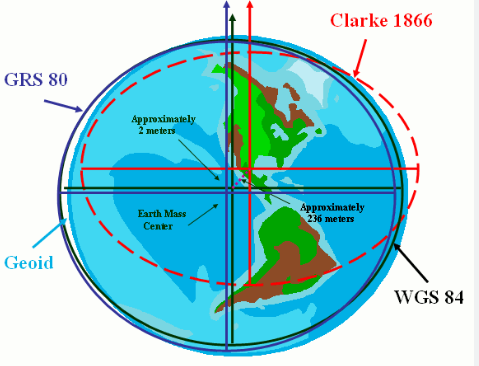 Clarke 1866
GRS 80
Approximately
2 meters
Approximately
236 meters
Earth Mass
Center
Geoid
WGS 84